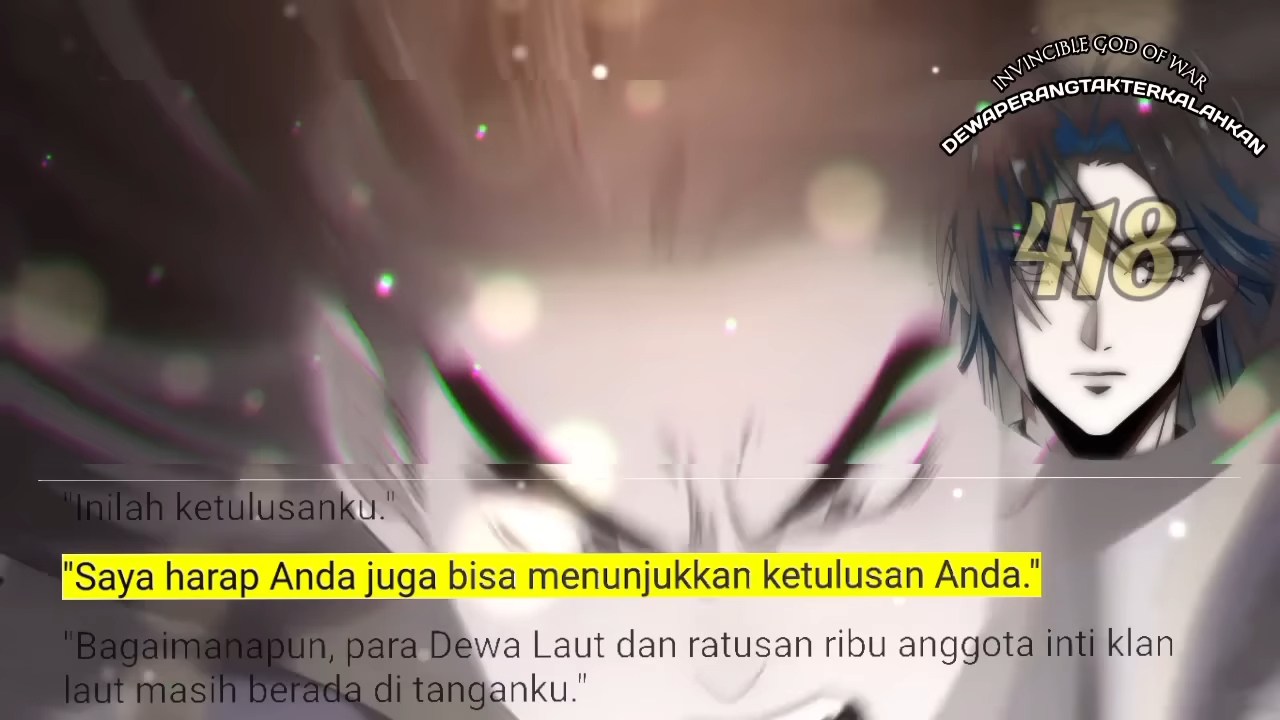 INVINCIBLE GOD OF WAR
DEWAPERANGTAKTERKALAHKAN
418
"Inilah ketulusanku."
"Saya harap Anda juga bisa menunjukkan ketulusan Anda."
"Bagaimanapun, para Dewa Laut dan ratusan ribu anggota inti klan
laut masih berada di tanganku."